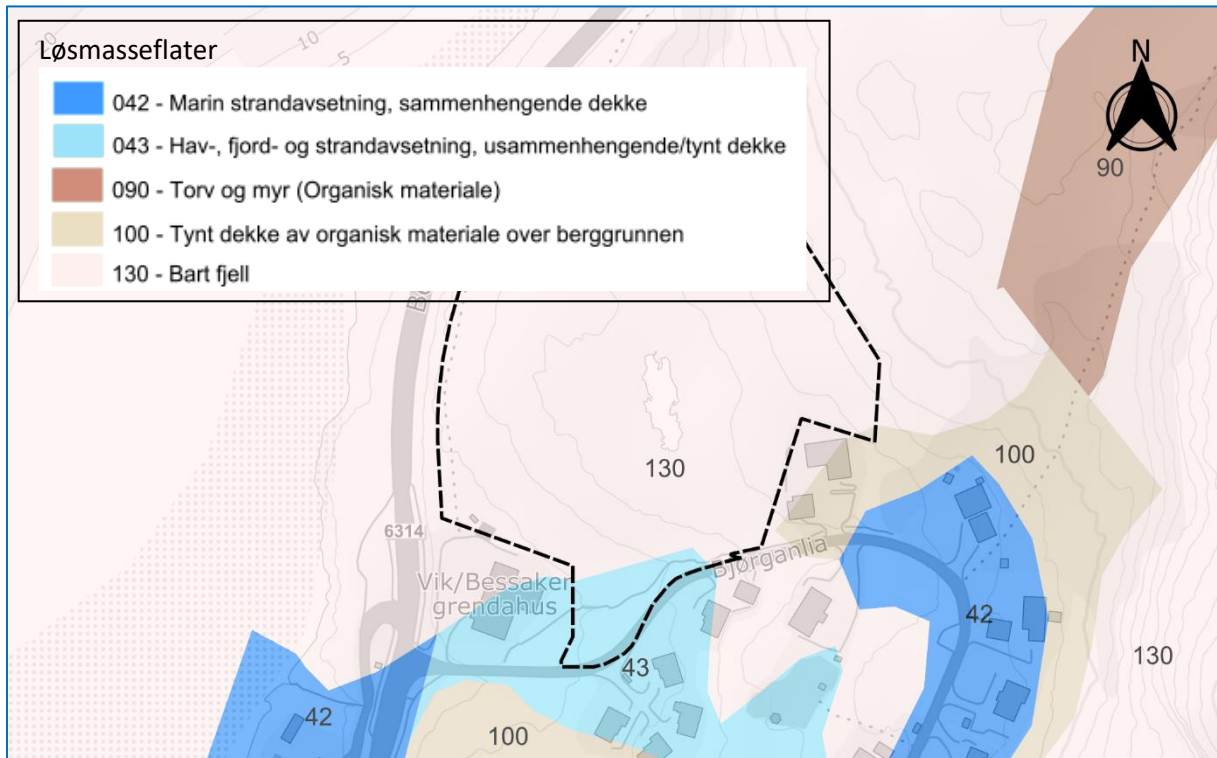 10
10
5
Løsmasseflater
042 - Marin strandavsetning, sammenhengende dekke
043 - Hav-, fjord- og strandavsetning, usammenhengende/tynt dekke
090 - Torv og myr (Organisk materiale)
100 - Tynt dekke av organisk materiale over berggrunnen
130 - Bart fjell
N
90
130
100
6314
Bjørganlia
Vik/Bessaker
grendahus
42
43
130
42
100